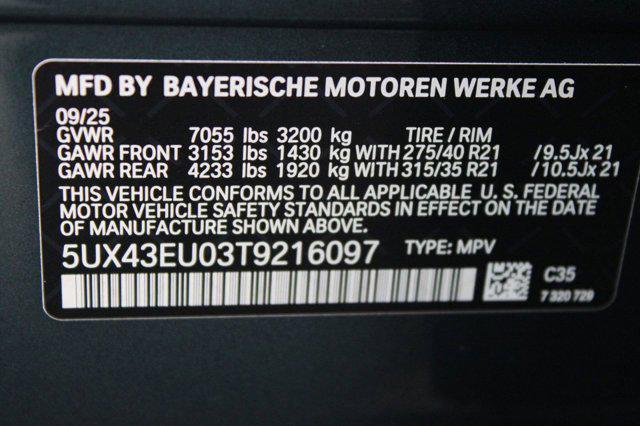 MFD BY BAYERISCHE MOTOREN WERKE AG
09/25
GVWR 7055 lbs 3200 kg TIRE / RIM
GAWR FRONT 3153 lbs 1430 kg WITH 275/40 R21 /9.5Jx 21
GAWR REAR 4233 lbs 1920 kg WITH 315/35 R21 /10.5Jx 21
THIS VEHICLE CONFORMS TO ALL APPLICABLE U. S. FEDERAL
MOTOR VEHICLE SAFETY STANDARDS IN EFFECT ON THE DATE
OF MANUFACTURE SHOWN ABOVE.
5UX43EU03T9216097 TYPE: MPV
C35
7 320 729